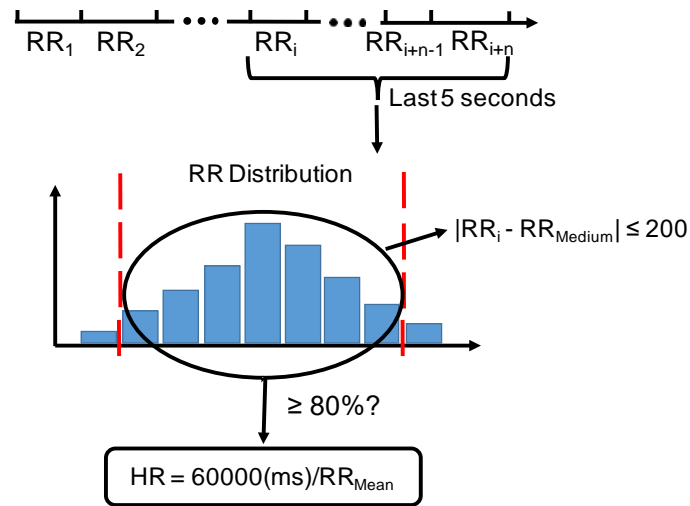 RR1 RR2 ••• RRi •••• RRi+n-1 RRi+n
Last 5 seconds
RR Distribution
|RRi - RRMedium| ≤ 200
≥ 80%?
HR = 60000(ms)/RRMean